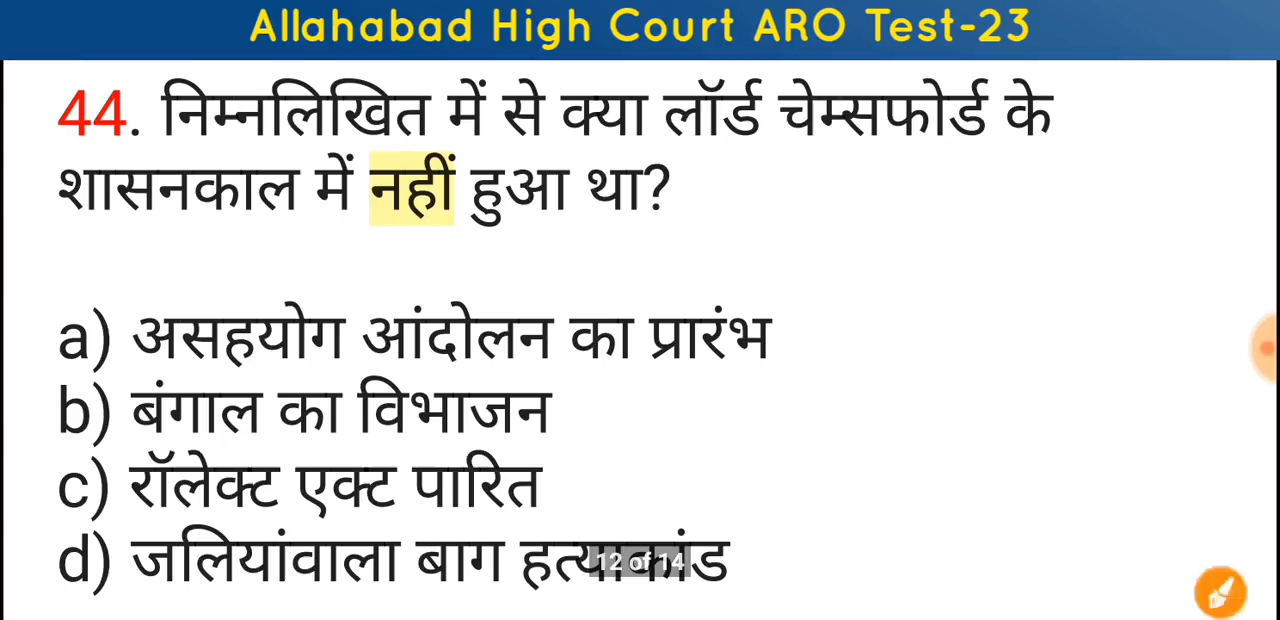 Allahabad High Court ARO Test-23
44. निम्नलिखित में से क्या लॉर्ड चेम्सफोर्ड के
शासनकाल में नहीं हुआ था?
a) असहयोग आंदोलन का प्रारंभ
b) बंगाल का विभाजन
c) रॉलेक्ट एक्ट पारित
d) जलियांवाला बाग हत्याकांड
12 of 14